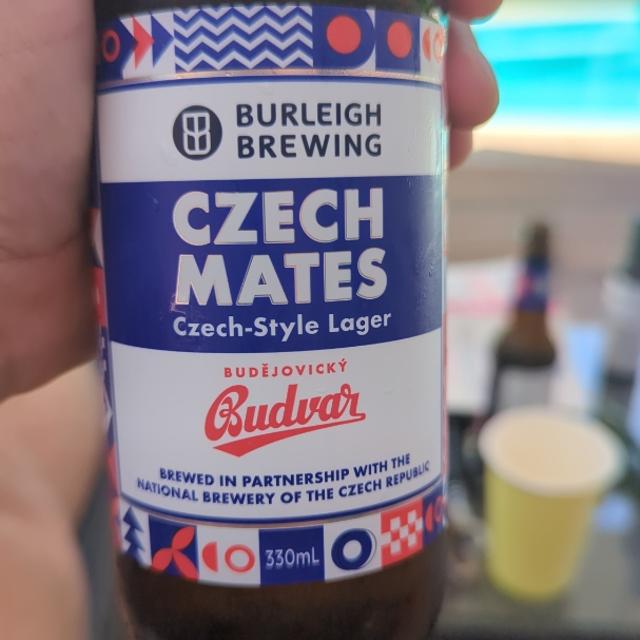 BURLEIGH
BREWING
CZECH
MATES
Czech-Style Lager
BUDĚJOVICKÝ
Budvar
BREWED IN PARTNERSHIP WITH THE
NATIONAL BREWERY OF THE CZECH REPUBLIC
330mL